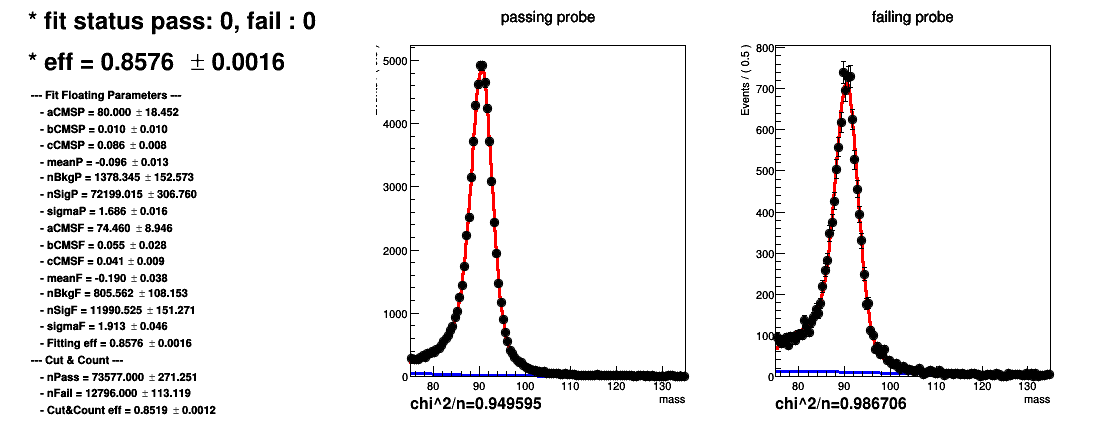 * fit status pass: 0, fail : 0
* eff = 0.8576 ± 0.0016
--- Fit Floating Parameters ---
- aCMSP = 80.000 ± 18.452
- bCMSP = 0.010 ± 0.010
- cCMSP = 0.086 ± 0.008
- meanP = -0.096 ± 0.013
- nBkgP = 1378.345 ± 152.573
- nSigP = 72199.015 ± 306.760
- sigmaP = 1.686 ± 0.016
- aCMSF = 74.460 ± 8.946
- bCMSF = 0.055 ± 0.028
- cCMSF = 0.041 ± 0.009
- meanF = -0.190 ± 0.038
- nBkgF = 805.562 ± 108.153
- nSigF = 11990.525 ± 151.271
- sigmaF = 1.913 ± 0.046
- Fitting eff = 0.8576 ± 0.0016
--- Cut & Count ---
- nPass = 73577.000 ± 271.251
- nFail = 12796.000 ± 113.119
- Cut&Count eff = 0.8519 ± 0.0012
passing probe
5000
4000
3000
2000
1000
0
80 90 100 110 120 130
mass
chi^2/n=0.949595
failing probe
Events / ( 0.5 )
800
700
600
500
400
300
200
100
0
80 90 100 110 120 130
mass
chi^2/n=0.986706